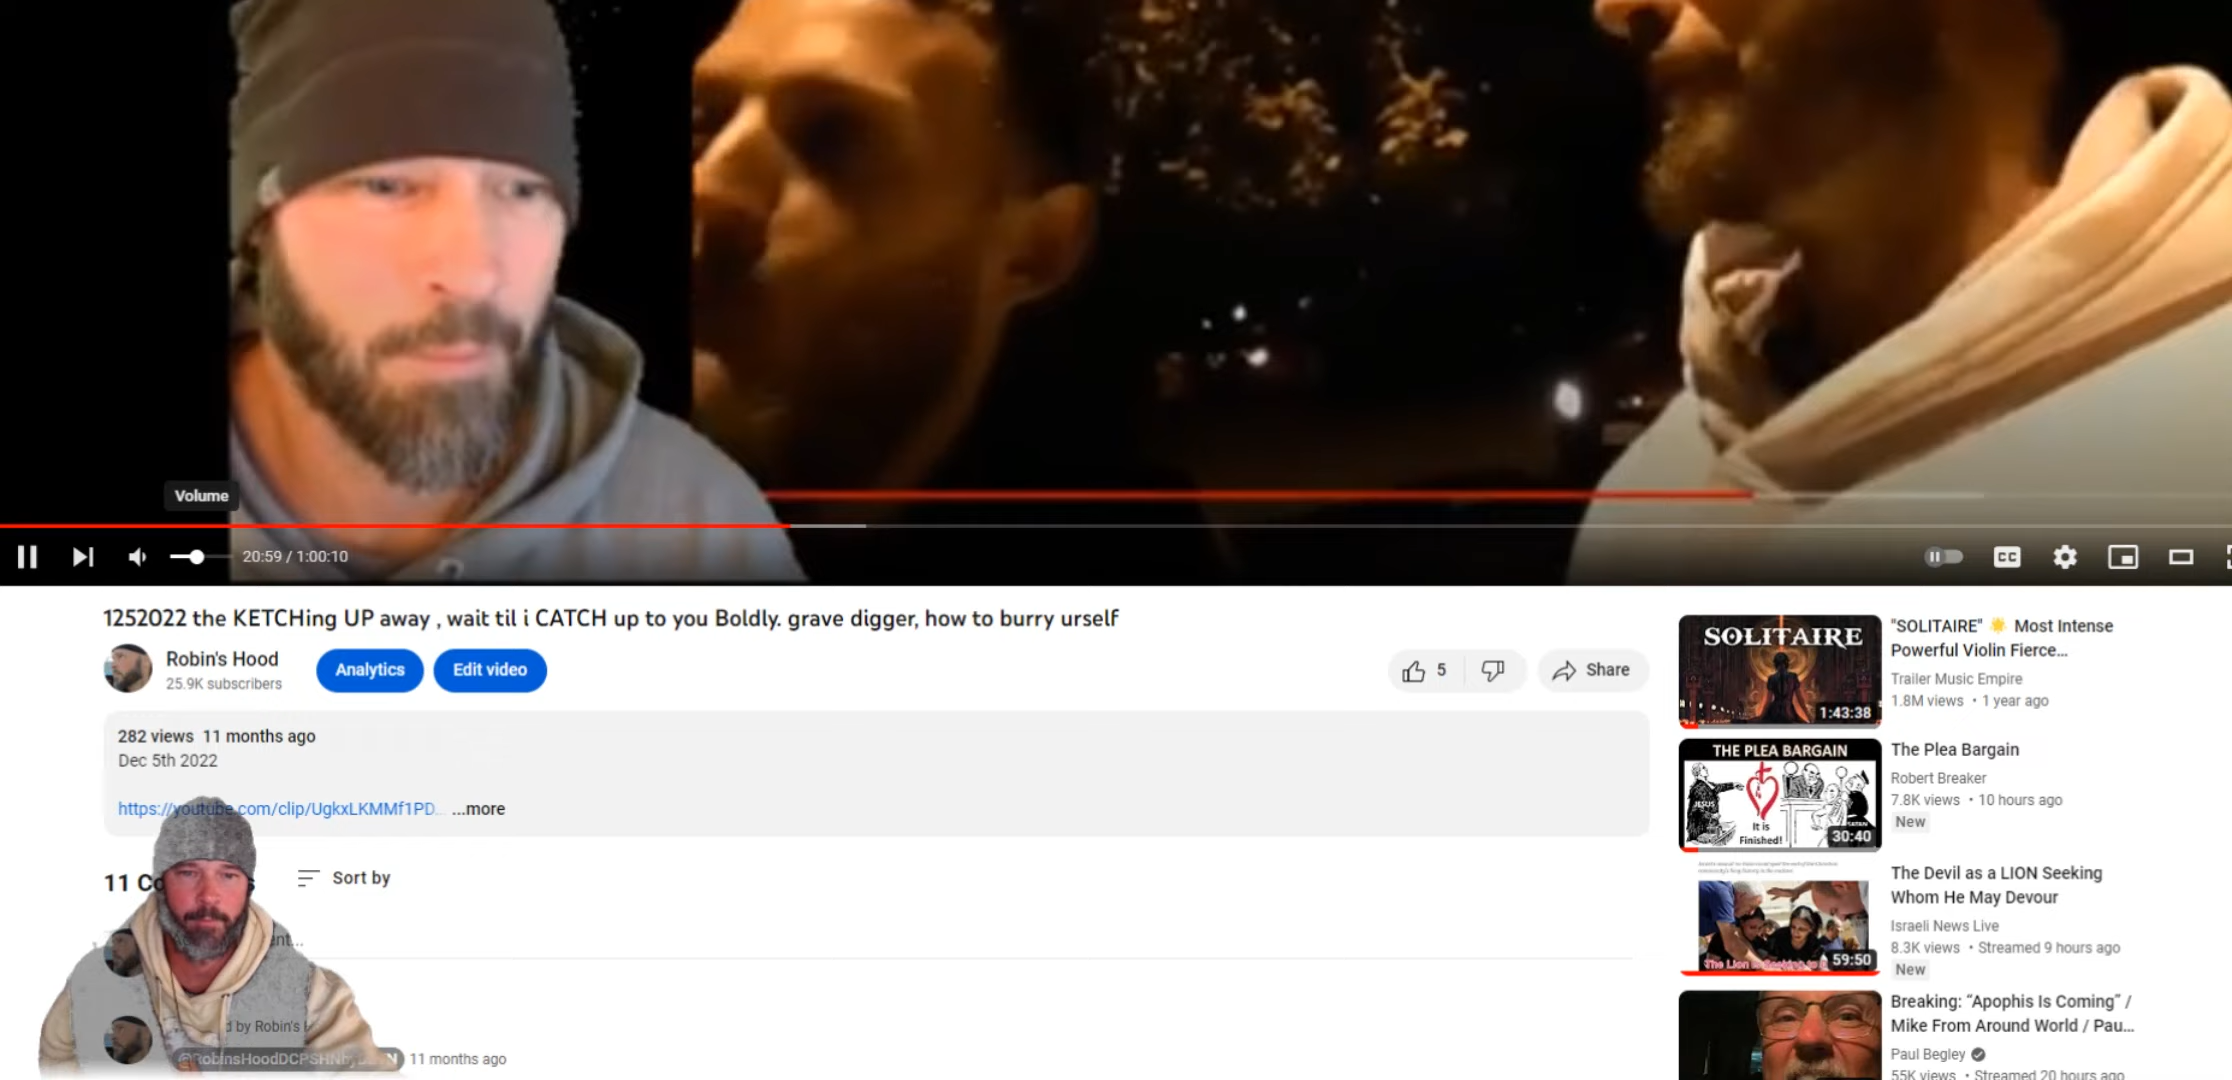 Volume
20:59 / 1:00:10
CC
1252022 the KETCHing UP away , wait til i CATCH up to you Boldly. grave digger, how to burry urself
Robin's Hood
25.9K subscribers
Analytics
Edit video
5
Share
282 views 11 months ago
Dec 5th 2022
https://youtube.com/clip/UgkxLKMMf1PD... ...more
11 Co
Sort by
d by Robin's
11 months ago
SOLITAIRE
1:43:38
"SOLITAIRE" 🌟 Most Intense
Powerful Violin Fierce...
Trailer Music Empire
1.8M views • 1 year ago
THE PLEA BARGAIN
JESUS
It is
Finished!
SATAN
30:40
The Plea Bargain
Robert Breaker
7.8K views • 10 hours ago
New
The Lion
59:50
The Devil as a LION Seeking
Whom He May Devour
Israeli News Live
8.3K views • Streamed 9 hours ago
New
Breaking: “Apophis Is Coming” /
Mike From Around World / Pau...
Paul Begley
55K views • Streamed 20 hours ago